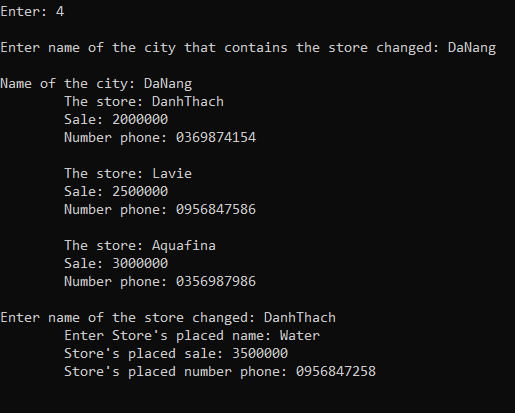 Enter: 4
Enter name of the city that contains the store changed: DaNang
Name of the city: DaNang
The store: DanhThach
Sale: 2000000
Number phone: 0369874154
The store: Lavie
Sale: 2500000
Number phone: 0956847586
The store: Aquafina
Sale: 3000000
Number phone: 0356987986
Enter name of the store changed: DanhThach
Enter Store's placed name: Water
Store's placed sale: 3500000
Store's placed number phone: 0956847258